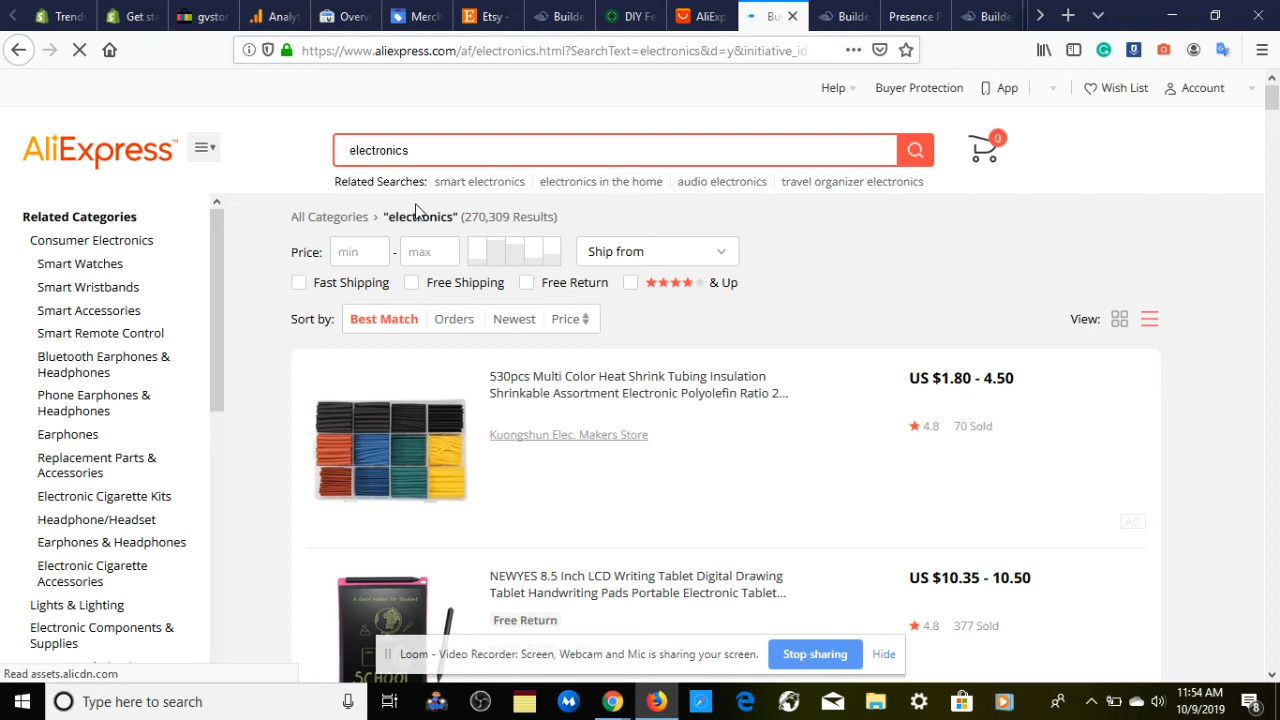 Trend
Get sta
gvstor
Analyt
Overv
Merch
Etsy -
Builde
DIY Fe
AliExp
Bu
Builde
Presence P
Builde
https://www.aliexpress.com/af/electronics.html?SearchText=electronics&d=y&initiative_id
Help
Buyer Protection
App
Wish List
Account
AliExpress™
electronics
0
Related Searches: smart electronics electronics in the home audio electronics travel organizer electronics
Related Categories
Consumer Electronics
Smart Watches
Smart Wristbands
Smart Accessories
Smart Remote Control
Bluetooth Earphones &
Headphones
Phone Earphones &
Headphones
Earphones
Replacement Parts &
Accessories
Electronic Cigarette Kits
Headphone/Headset
Earphones & Headphones
Electronic Cigarette
Accessories
Lights & Lighting
Electronic Components &
Supplies
All Categories > "electronics" (270,309 Results)
Price: min - max
Ship from
Fast Shipping
Free Shipping
Free Return
& Up
Sort by: Best Match Orders Newest Price
View:
530pcs Multi Color Heat Shrink Tubing Insulation
Shrinkable Assortment Electronic Polyolefin Ratio 2...
Kuongshun Elec. Makers Store
US $1.80 - 4.50
4.8 70 Sold
AD
NEWYES 8.5 Inch LCD Writing Tablet Digital Drawing
Tablet Handwriting Pads Portable Electronic Tablet...
Free Return
US $10.35 - 10.50
4.8 377 Sold
A Good Helper for Student
SCHOOL
Loom - Video Recorder: Screen, Webcam and Mic is sharing your screen.
Stop sharing
Hide
Read assets.alicdn.com
Type here to search
11:54 AM
10/9/2019
8